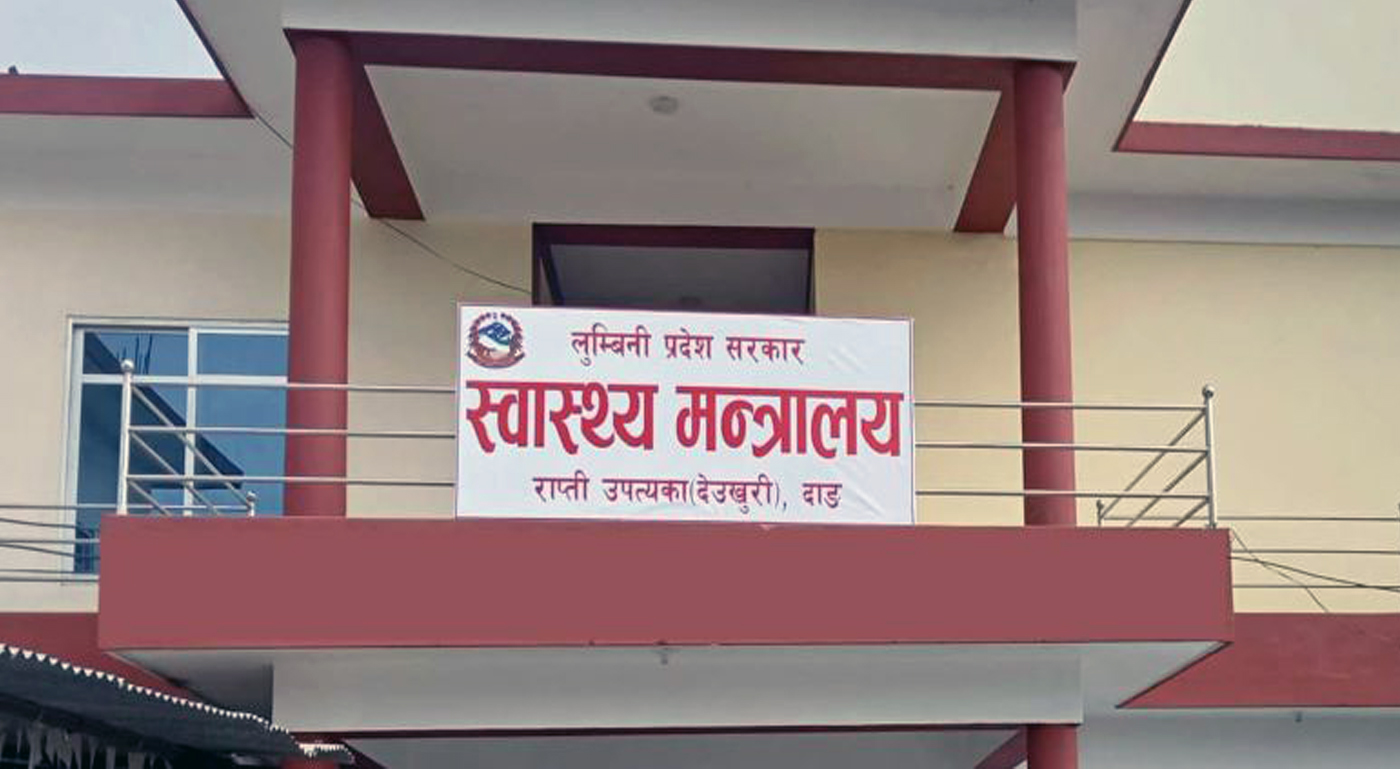 लुम्बिनी प्रदेश सरकार
स्वास्थ्य मन्त्रालय
राप्ती उपत्यका(देउखुरी), दाङ